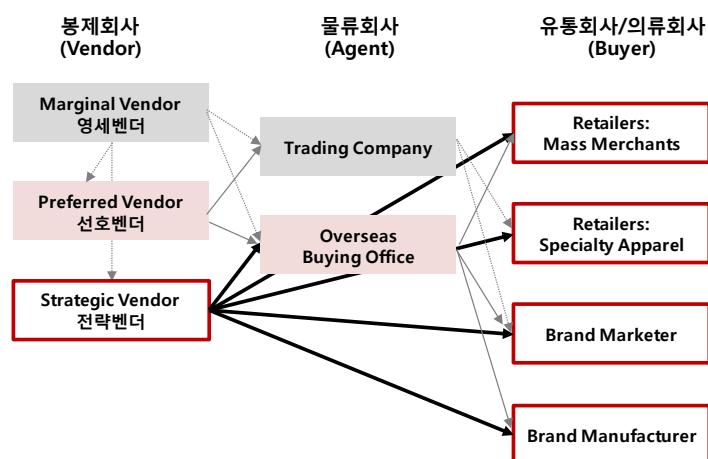 봉제회사
(Vendor)
물류회사
(Agent)
유통회사/의류회사
(Buyer)
Marginal Vendor
영세벤더
Preferred Vendor
선호벤더
Strategic Vendor
전략벤더
Trading Company
Overseas
Buying Office
Retailers:
Mass Merchants
Retailers:
Specialty Apparel
Brand Marketer
Brand Manufacturer